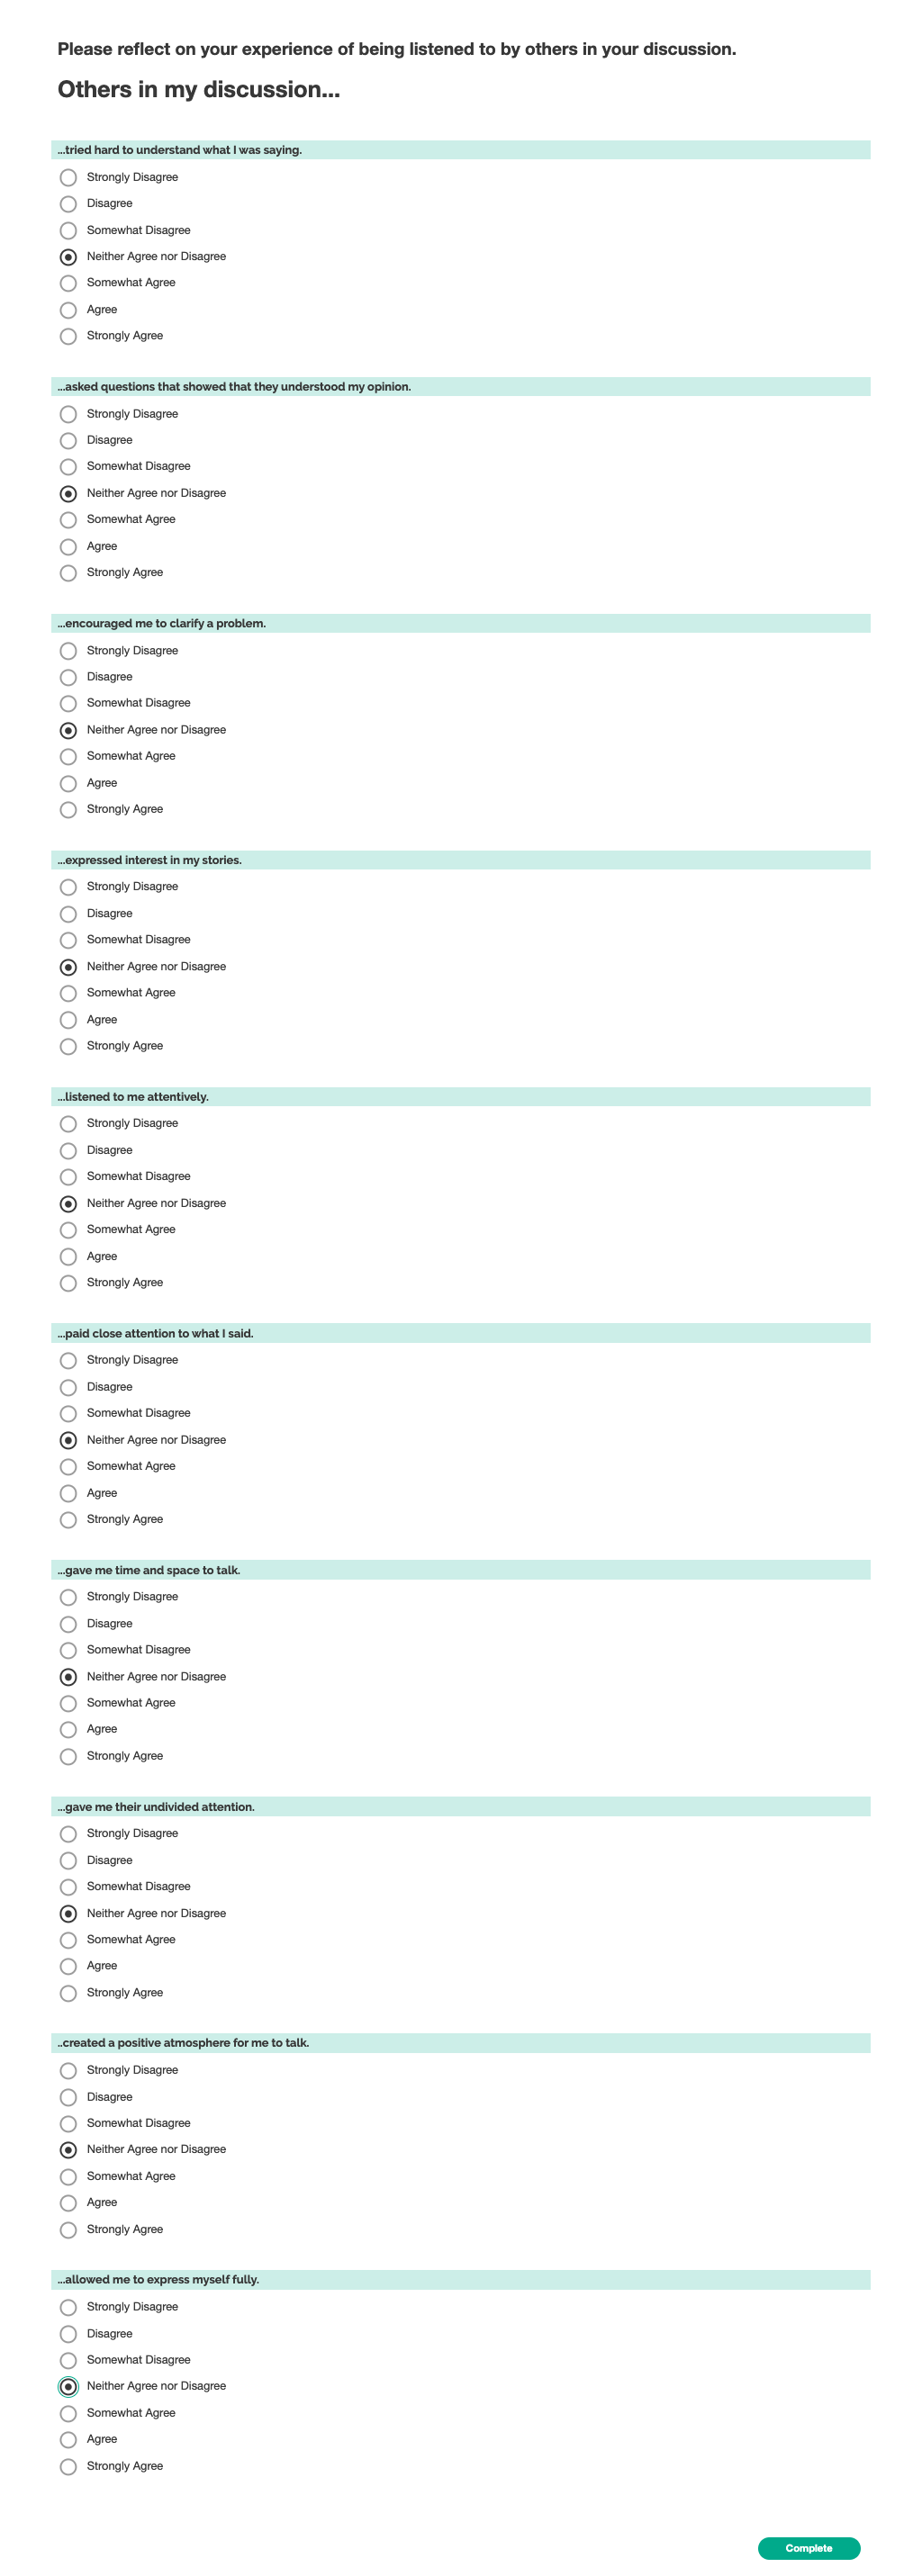 Please reflect on your experience of being listened to by others in your discussion.
Others in my discussion...
...tried hard to understand what I was saying.
Strongly Disagree
Disagree
Somewhat Disagree
Neither Agree nor Disagree
Somewhat Agree
Agree
Strongly Agree
...asked questions that showed that they understood my opinion.
Strongly Disagree
Disagree
Somewhat Disagree
Neither Agree nor Disagree
Somewhat Agree
Agree
Strongly Agree
...encouraged me to clarify a problem.
Strongly Disagree
Disagree
Somewhat Disagree
Neither Agree nor Disagree
Somewhat Agree
Agree
Strongly Agree
...expressed interest in my stories.
Strongly Disagree
Disagree
Somewhat Disagree
Neither Agree nor Disagree
Somewhat Agree
Agree
Strongly Agree
...listened to me attentively.
Strongly Disagree
Disagree
Somewhat Disagree
Neither Agree nor Disagree
Somewhat Agree
Agree
Strongly Agree
...paid close attention to what I said.
Strongly Disagree
Disagree
Somewhat Disagree
Neither Agree nor Disagree
Somewhat Agree
Agree
Strongly Agree
...gave me time and space to talk.
Strongly Disagree
Disagree
Somewhat Disagree
Neither Agree nor Disagree
Somewhat Agree
Agree
Strongly Agree
...gave me their undivided attention.
Strongly Disagree
Disagree
Somewhat Disagree
Neither Agree nor Disagree
Somewhat Agree
Agree
Strongly Agree
..created a positive atmosphere for me to talk.
Strongly Disagree
Disagree
Somewhat Disagree
Neither Agree nor Disagree
Somewhat Agree
Agree
Strongly Agree
...allowed me to express myself fully.
Strongly Disagree
Disagree
Somewhat Disagree
Neither Agree nor Disagree
Somewhat Agree
Agree
Strongly Agree
Complete